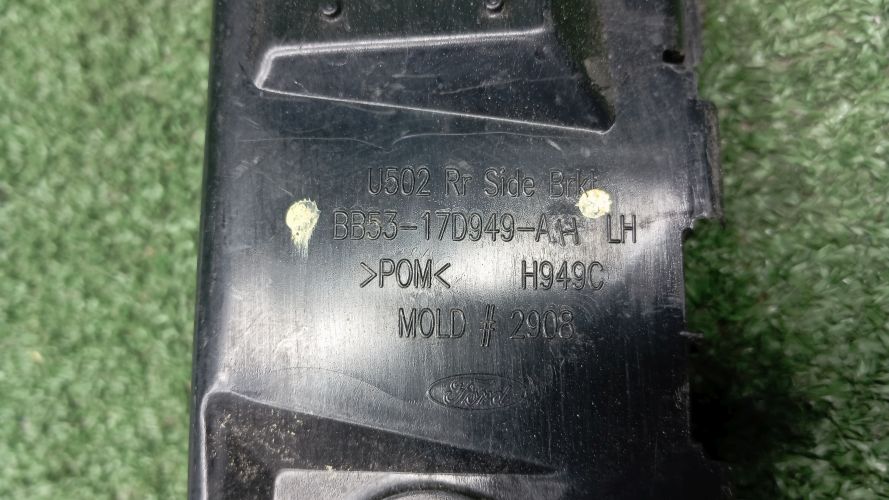 U502 Rr Side Brkt
BB53-17D949-AH LH
>POM< H949C
MOLD # 2908
Ford